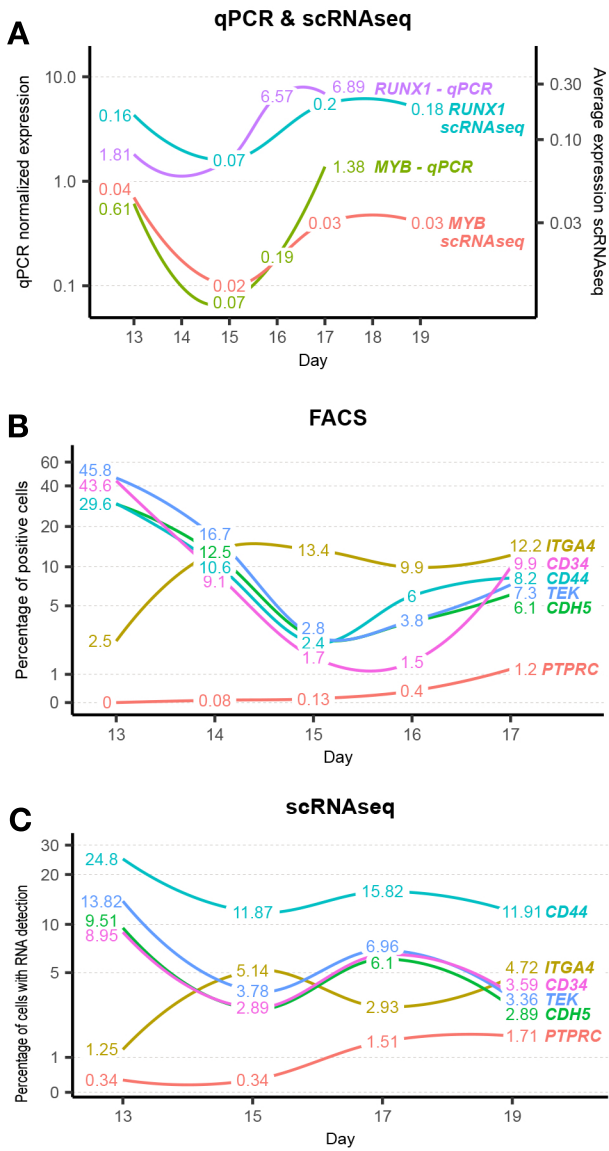 A
qPCR & scRNAseq
qPCR normalized expression
Average expression scRNAseq
10.0
1.0
0.1
0.30
0.10
0.03
0.16
1.81
0.04
0.61
0.07
0.02
0.07
6.57
0.19
6.89 RUNX1 - qPCR
0.2
0.18 RUNX1
scRNAseq
1.38 MYB - qPCR
0.03
0.03 MYB
scRNAseq
13 14 15 16 17 18 19
Day
B
FACS
Percentage of positive cells
60
40
20
10
5
1
0
45.8
43.6
29.6
2.5
0
16.7
12.5
10.6
9.1
0.08
13.4
2.8
2.4
1.7
0.13
9.9
6
3.8
1.5
0.4
12.2 ITGA4
9.9 CD34
8.2 CD44
7.3 TEK
6.1 CDH5
1.2 PTPRC
13 14 15 16 17
Day
C
scRNAseq
Percentage of cells with RNA detection
30
20
10
5
1
0
24.8
13.82
9.51
8.95
1.25
0.34
11.87
5.14
3.78
2.89
0.34
15.82
6.96
6.1
2.93
1.51
11.91 CD44
4.72 ITGA4
3.59 CD34
3.36 TEK
2.89 CDH5
1.71 PTPRC
13 15 17 19
Day